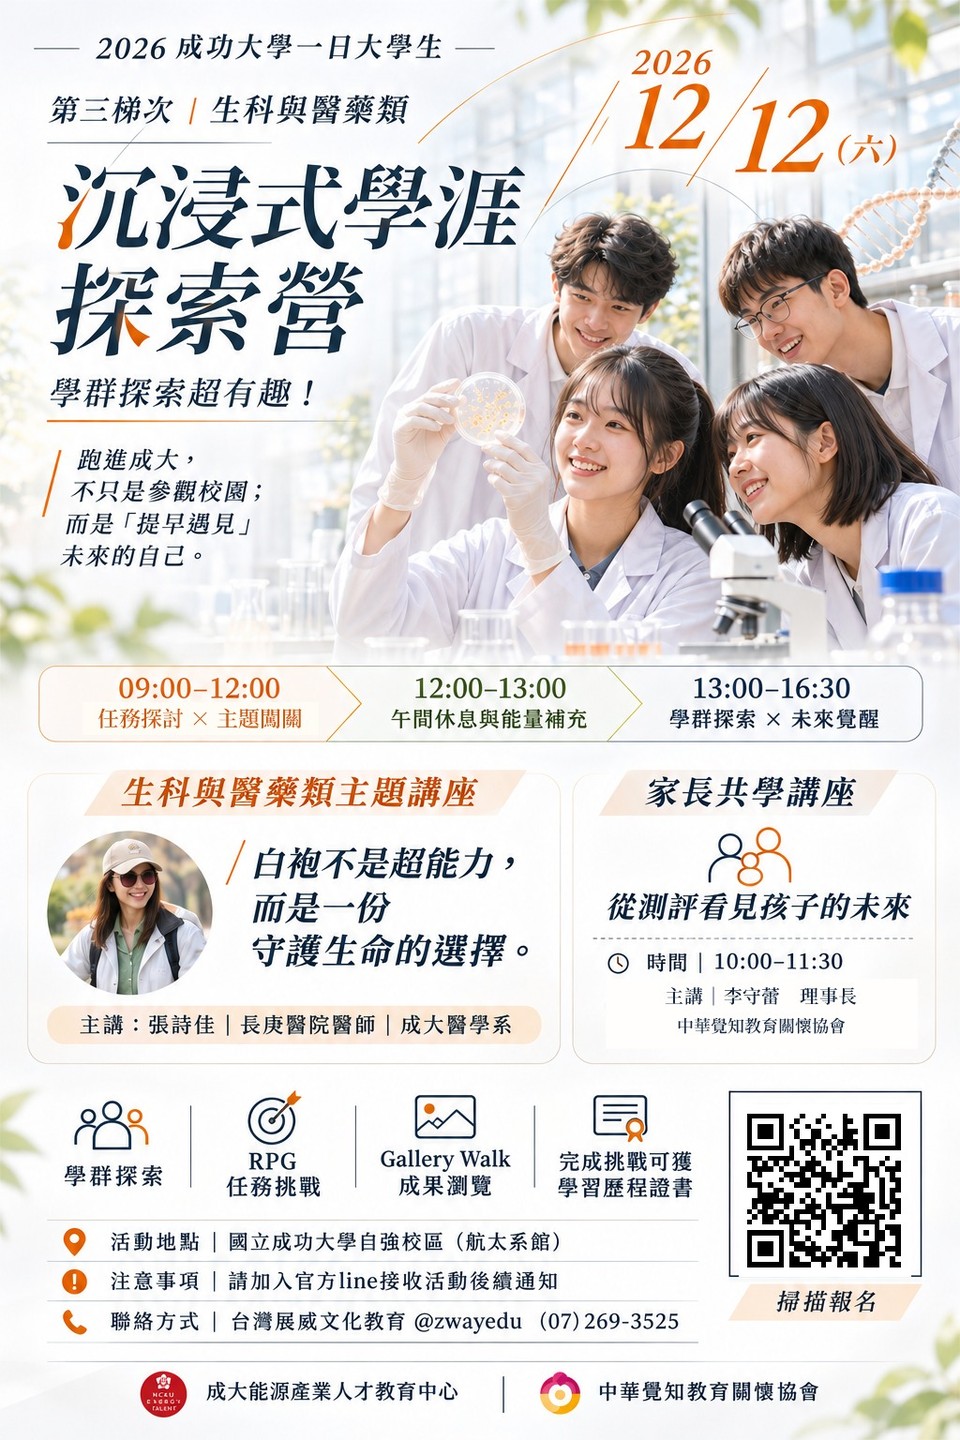 2026 成功大學一日大學生
第三梯次 | 生科與醫藥類
2026
12/12(六)
沉浸式學涯
探索營
學群探索超有趣！
跑進成大，
不只是參觀校園；
而是「提早遇見」
未來的自己。
09:00–12:00
任務探討 × 主題闖關
12:00–13:00
午間休息與能量補充
13:00–16:30
學群探索 × 未來覺醒
生科與醫藥類主題講座
白袍不是超能力，
而是一份
守護生命的選擇。
主講：張詩佳｜長庚醫院醫師｜成大醫學系
家長共學講座
從測評看見孩子的未來
時間｜10:00–11:30
主講｜李守蕾　理事長
中華覺知教育關懷協會
學群探索
RPG
任務挑戰
Gallery Walk
成果瀏覽
完成挑戰可獲
學習歷程證書
活動地點｜國立成功大學自強校區（航太系館）
注意事項｜請加入官方line接收活動後續通知
聯絡方式｜台灣展威文化教育 @zwayedu （07)269-3525
掃描報名
NCKU
ENERGY
TALENT
成大能源產業人才教育中心
中華覺知教育關懷協會